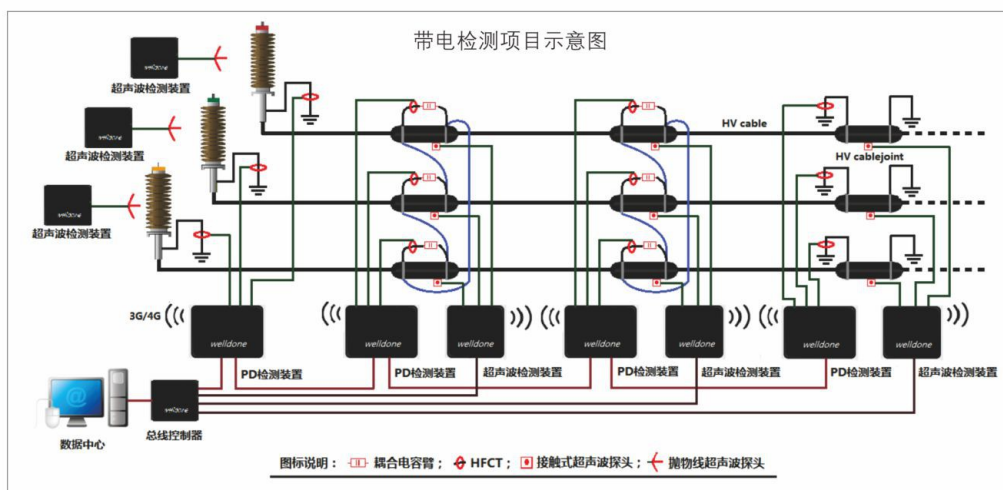 带电检测项目示意图
welldone
超声波检测装置
welldone
超声波检测装置
welldone
超声波检测装置
HV cable
HV cablejoint
3G/4G
welldone
welldone
welldone
welldone
welldone
welldone
welldone
PD检测装置
PD检测装置
超声波检测装置
PD检测装置
超声波检测装置
PD检测装置
超声波检测装置
welldone
数据中心
总线控制器
图标说明： 耦合电容臂； HFCT； 接触式超声波探头； 抛物线超声波探头